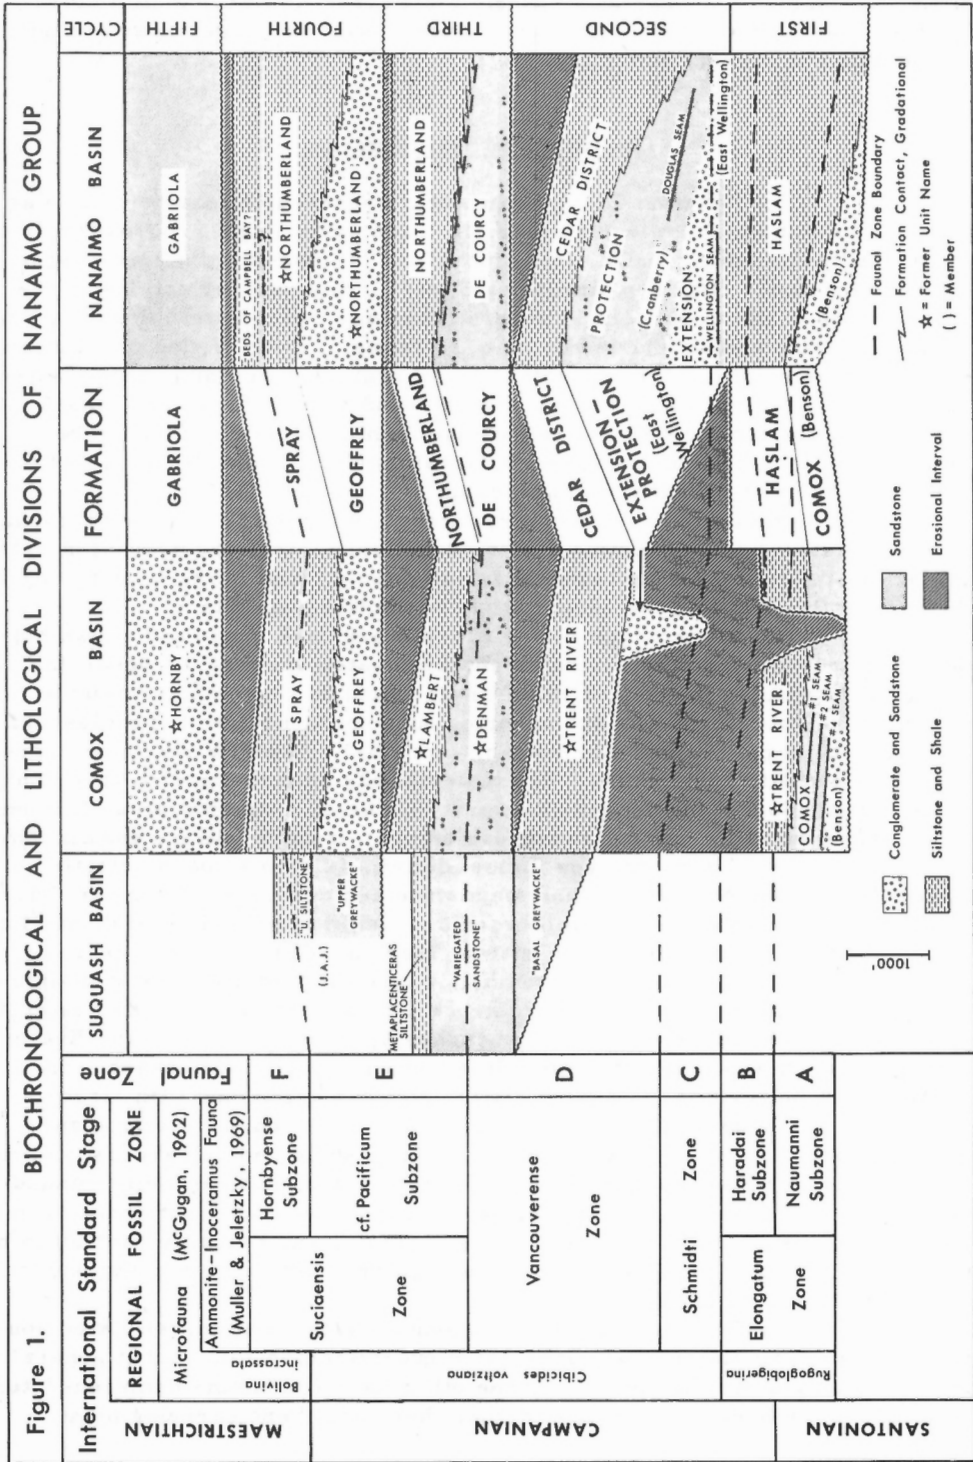 Figure 1. BIOCHRONOLOGICAL AND LITHOLOGICAL DIVISIONS OF NANAIMO GROUP
International Standard Stage
REGIONAL FOSSIL ZONE
Microfauna (McGugan, 1962)
Ammonite-Inoceramus Fauna
(Muller & Jeletzky, 1969)
Faunal Zone
SUQUASH BASIN
COMOX BASIN
FORMATION
NANAIMO BASIN
CYCLE
MAESTRICHTIAN
CAMPANIAN
SANTONIAN
Bolivina
incrassata
Cibicides voltziana
Rugoglobigerina
Suciaensis
Zone
Hornbyense
Subzone
cf. Pacificum
Subzone
Vancouverense
Zone
Schmidti Zone
Elongatum
Zone
Haradai
Subzone
Naumanni
Subzone
F
E
D
C
B
A
"U. SILTSTONE"
"UPPER
GREYWACKE"
(J.A.J.)
"METAPLACENTICERAS
SILTSTONE"
"VARIEGATED
SANDSTONE"
"BASAL GREYWACKE"
☆HORNBY
SPRAY
GEOFFREY
☆LAMBERT
☆DENMAN
☆TRENT RIVER
☆TRENT RIVER
COMOX
#1 SEAM
#2 SEAM
#4 SEAM
(Benson)
GABRIOLA
SPRAY
GEOFFREY
NORTHUMBERLAND
DE COURCY
CEDAR DISTRICT
EXTENSION-
PROTECTION
(East
Wellington)
HASLAM
COMOX
(Benson)
GABRIOLA
BEDS OF CAMPBELL BAY?
?
☆NORTHUMBERLAND
☆NORTHUMBERLAND
NORTHUMBERLAND
DE COURCY
CEDAR DISTRICT
PROTECTION
(Cranberry)
DOUGLAS SEAM
EXTENSION
WELLINGTON SEAM
(East Wellington)
HASLAM
(Benson)
FIFTH
FOURTH
THIRD
SECOND
FIRST
1000'
Conglomerate and Sandstone
Siltstone and Shale
Sandstone
Erosional Interval
Faunal Zone Boundary
Formation Contact, Gradational
☆ = Former Unit Name
( ) = Member